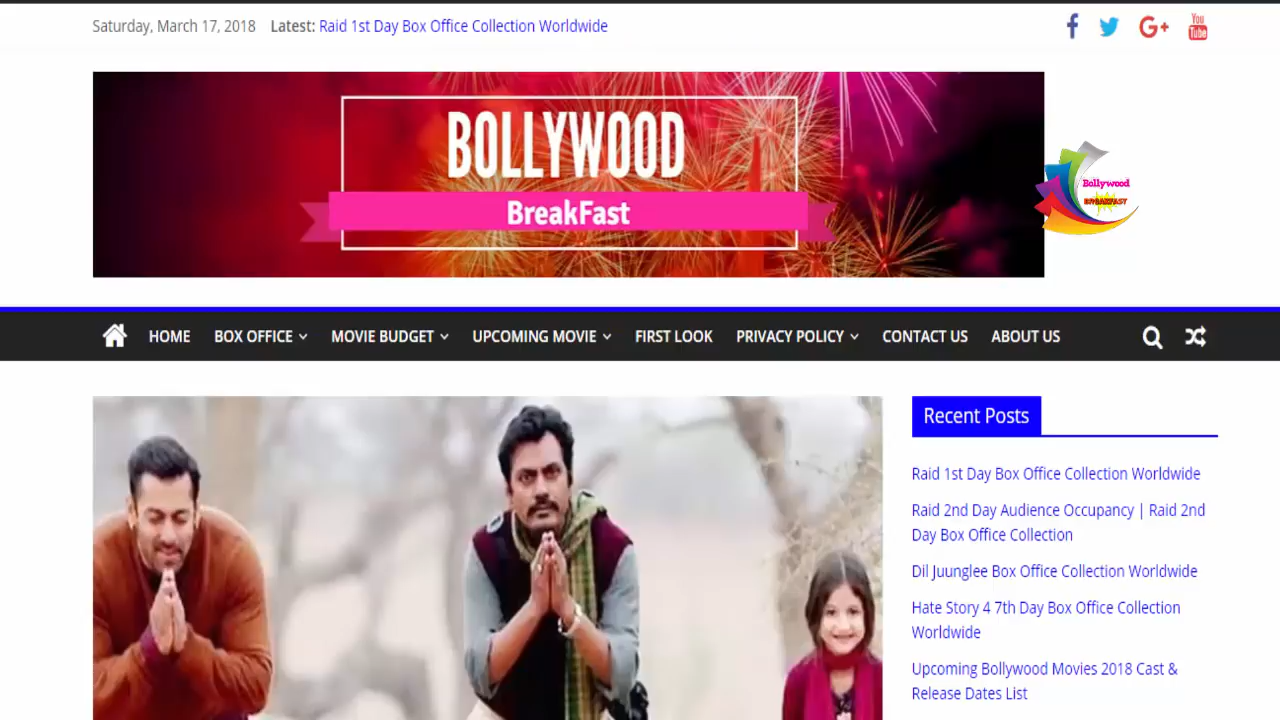 Saturday, March 17, 2018 Latest: Raid 1st Day Box Office Collection Worldwide
You
Tube
BOLLYWOOD
BreakFast
Bollywood
BREAKFAST
HOME BOX OFFICE MOVIE BUDGET UPCOMING MOVIE FIRST LOOK PRIVACY POLICY CONTACT US ABOUT US
Recent Posts
Raid 1st Day Box Office Collection Worldwide
Raid 2nd Day Audience Occupancy | Raid 2nd
Day Box Office Collection
Dil Juunglee Box Office Collection Worldwide
Hate Story 4 7th Day Box Office Collection
Worldwide
Upcoming Bollywood Movies 2018 Cast &
Release Dates List